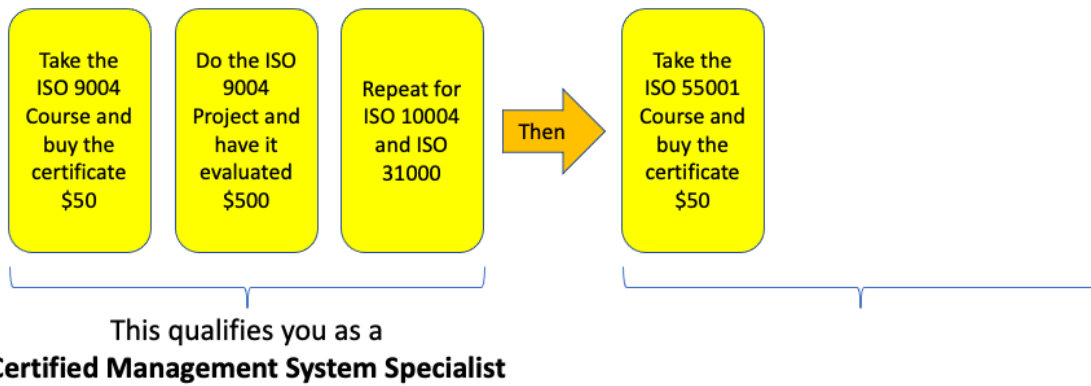 Take the
ISO 9004
Course and
buy the
certificate
$50
Do the ISO
9004
Project and
have it
evaluated
$500
Repeat for
ISO 10004
and ISO
31000
Then
Take the
ISO 55001
Course and
buy the
certificate
$50
This qualifies you as a
Certified Management System Specialist